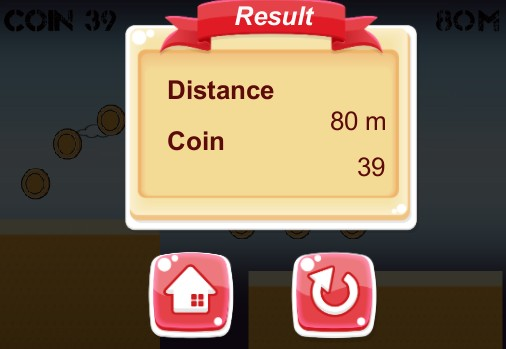 COIN 39
80M
Result
Distance
80 m
Coin
39